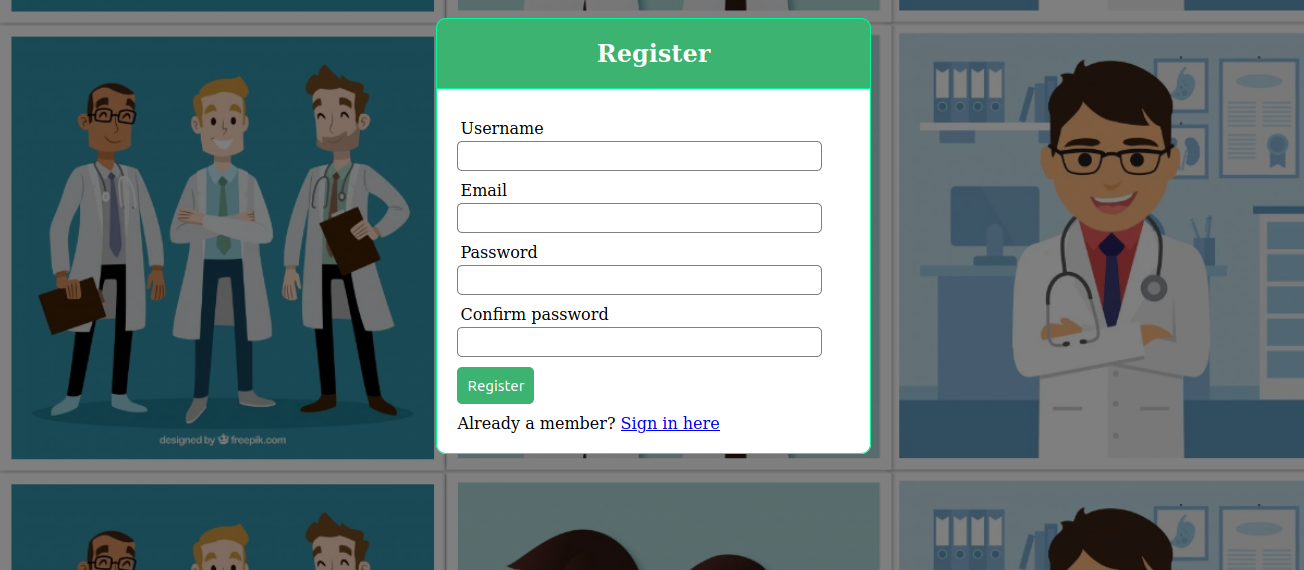 Register
Username
Email
Password
Confirm password
Register
Already a member? Sign in here
designed by freepik.com